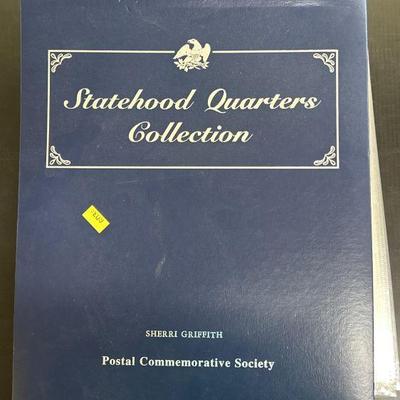 Statehood Quarters
Collection
SHERRI GRIFFITH
Postal Commemorative Society